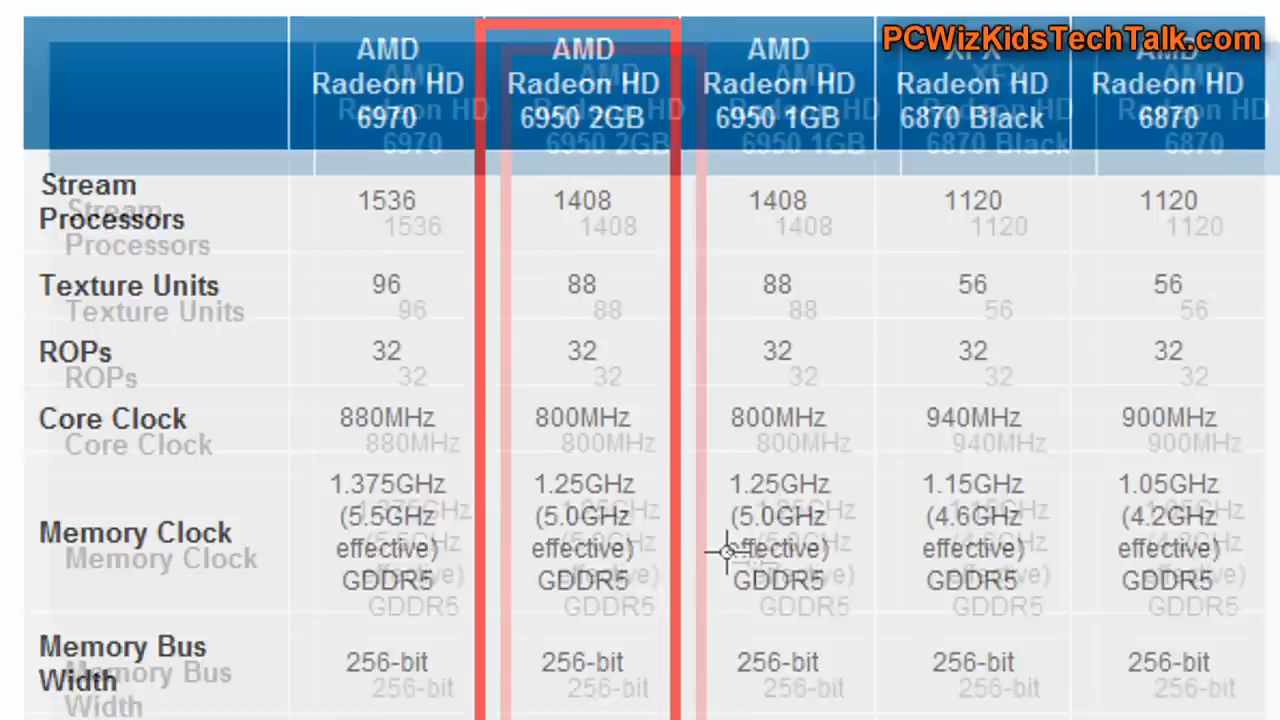 PCWizKidsTechTalk.com
AMD Radeon HD 6970 AMD Radeon HD 6950 2GB AMD Radeon HD 6950 1GB XFX Radeon HD 6870 Black AMD Radeon HD 6870
Stream Processors 1536 1408 1408 1120 1120
Texture Units 96 88 88 56 56
ROPs 32 32 32 32 32
Core Clock 880MHz 800MHz 800MHz 940MHz 900MHz
Memory Clock 1.375GHz (5.5GHz effective) GDDR5 1.25GHz (5.0GHz effective) GDDR5 1.25GHz (5.0GHz effective) GDDR5 1.15GHz (4.6GHz effective) GDDR5 1.05GHz (4.2GHz effective) GDDR5
Memory Bus Width 256-bit 256-bit 256-bit 256-bit 256-bit